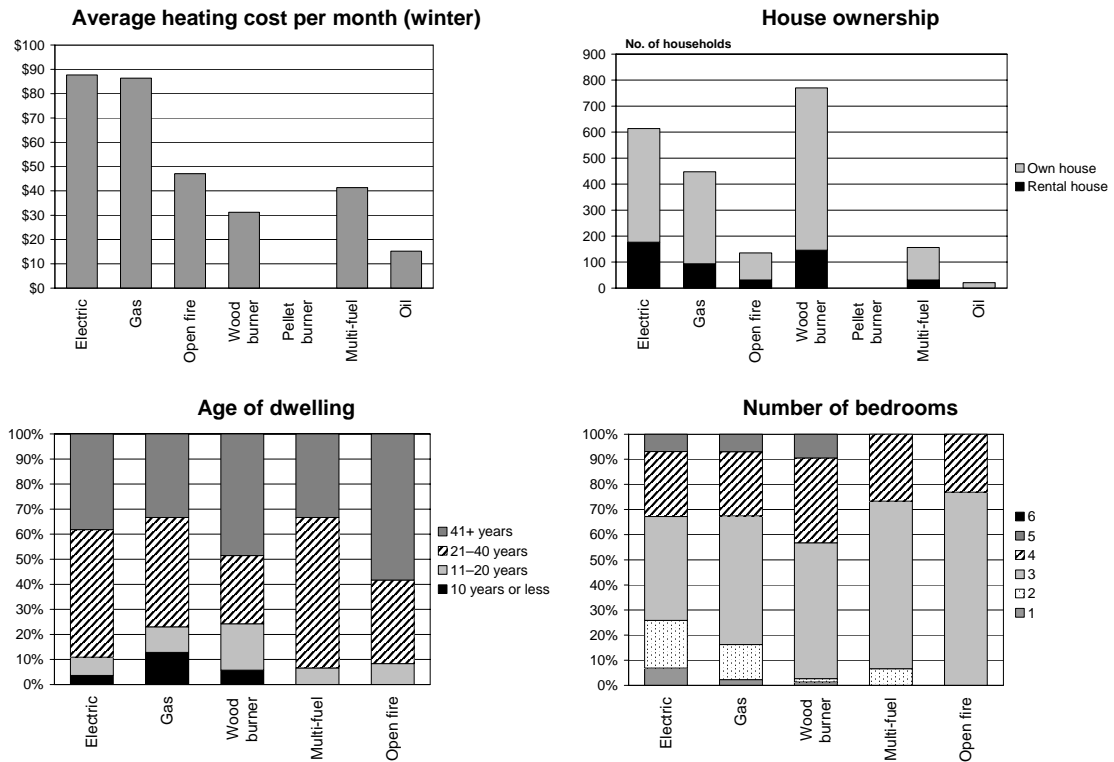 Average heating cost per month (winter)
$100
$90
$80
$70
$60
$50
$40
$30
$20
$10
$0
Electric
Gas
Open fire
Wood
burner
Pellet
burner
Multi-fuel
Oil
House ownership
No. of households
900
800
700
600
500
400
300
200
100
0
Electric
Gas
Open fire
Wood
burner
Pellet
burner
Multi-fuel
Oil
Own house
Rental house
Age of dwelling
100%
90%
80%
70%
60%
50%
40%
30%
20%
10%
0%
Electric
Gas
Wood
burner
Multi-fuel
Open fire
41+ years
21–40 years
11–20 years
10 years or less
Number of bedrooms
100%
90%
80%
70%
60%
50%
40%
30%
20%
10%
0%
Electric
Gas
Wood
burner
Multi-fuel
Open fire
6
5
4
3
2
1